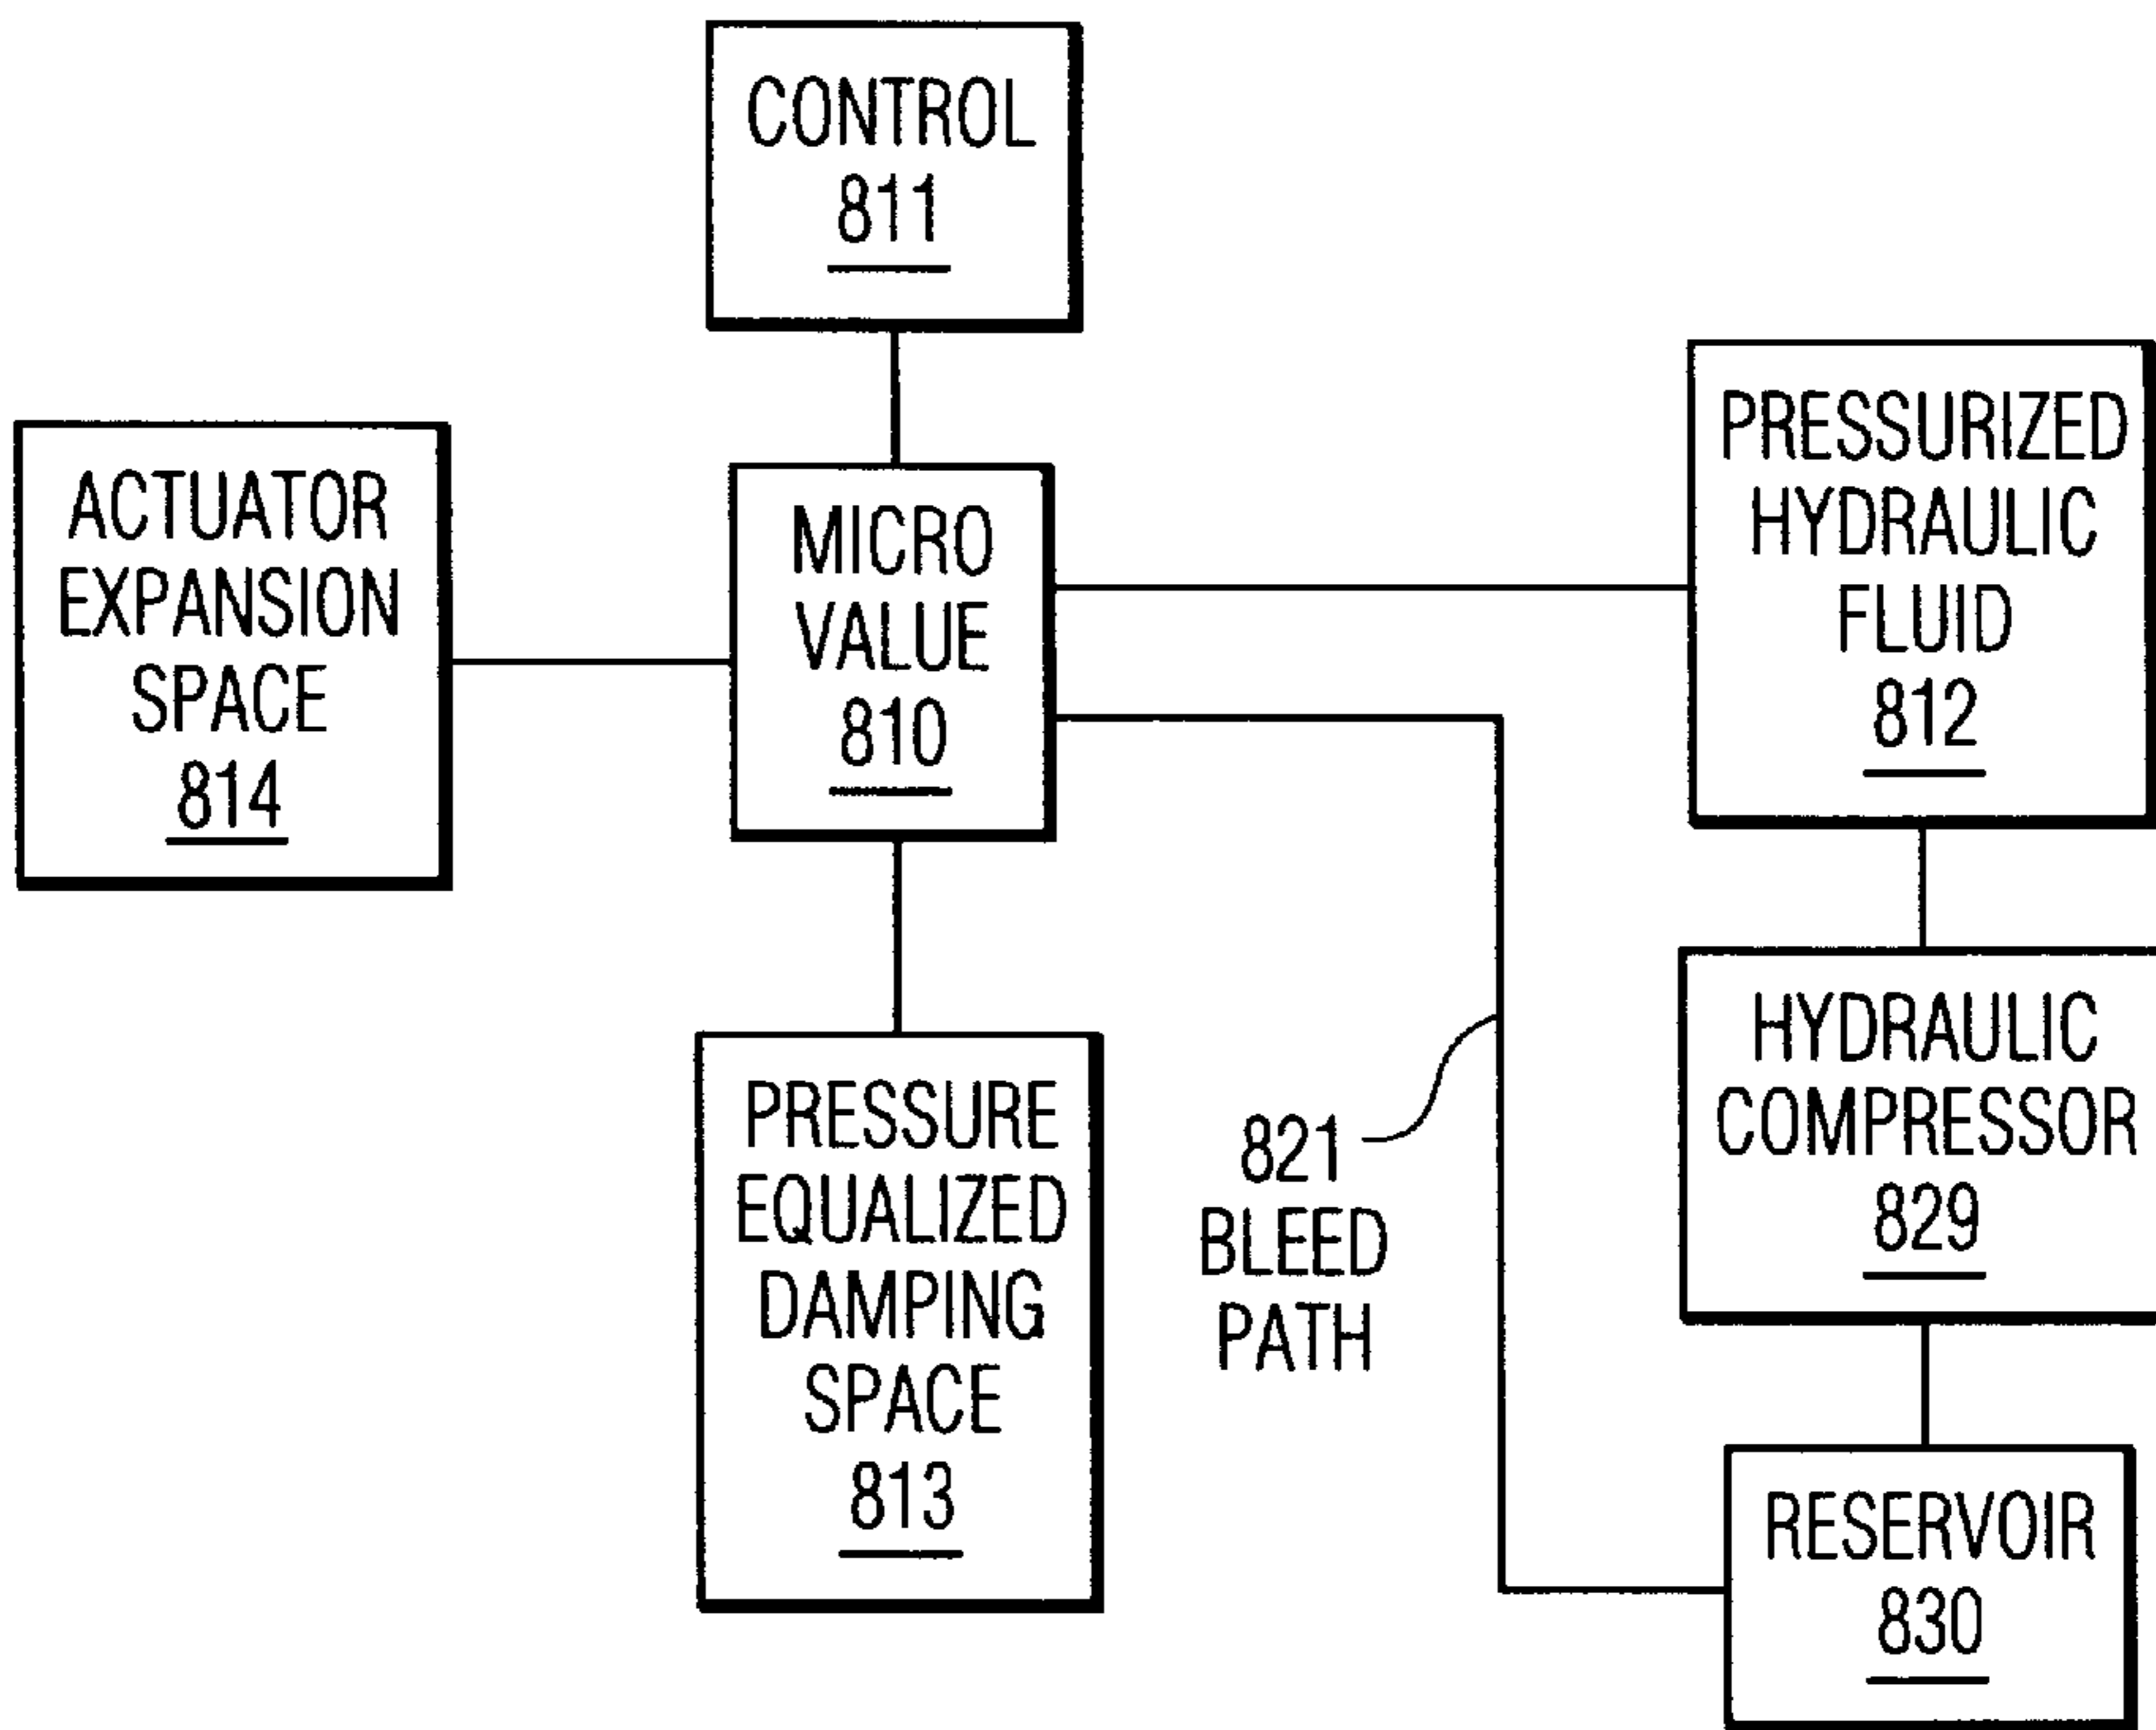 CONTROL
811
ACTUATOR
EXPANSION
SPACE
814
MICRO
VALUE
810
PRESSURIZED
HYDRAULIC
FLUID
812
PRESSURE
EQUALIZED
DAMPING
SPACE
813
821
BLEED
PATH
HYDRAULIC
COMPRESSOR
829
RESERVOIR
830